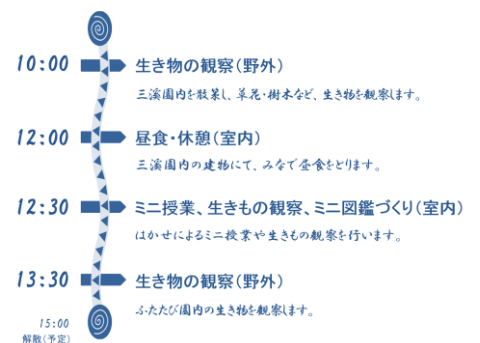 10:00 生き物の観察(野外)
三溪園内を散策し、草花・樹木など、生き物を観察します。
12:00 昼食・休憩(室内)
三溪園内の建物にて、みなで昼食をとります。
12:30 ミニ授業、生きもの観察、ミニ図鑑づくり(室内)
はかせによるミニ授業や生きもの観察を行います。
13:30 生き物の観察(野外)
ふたたび園内の生き物を観察します。
15:00
解散(予定)